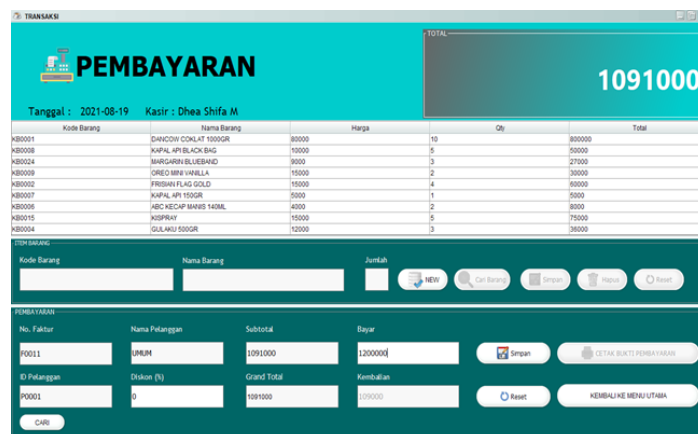 TRANSAKSI
TOTAL
PEMBAYARAN
1091000
Tanggal : 2021-08-19 Kasir : Dhea Shifa M
Kode Barang Nama Barang Harga Qty Total
KB0001 DANCOW COKLAT 1000GR 80000 10 800000
KB0008 KAPAL API BLACK BAG 10000 5 50000
KB0024 MARGARIN BLUEBAND 9000 3 27000
KB0009 OREO MINI VANILLA 15000 2 30000
KB0002 FRISIAN FLAG GOLD 15000 4 60000
KB0007 KAPAL API 150GR 5000 1 5000
KB0006 ABC KECAP MANIS 140ML 4000 2 8000
KB0015 KISPRAY 15000 5 75000
KB0004 GULAKU 500GR 12000 3 36000
ITEM BARANG
Kode Barang Nama Barang Jumlah
NEW Cari Barang Simpan Hapus Reset
PEMBAYARAN
No. Faktur Nama Pelanggan Subtotal Bayar
F0011 UMUM 1091000 1200000 Simpan CETAK BUKTI PEMBAYARAN
ID Pelanggan Diskon (%) Grand Total Kembalian
P0001 0 1091000 109000 Reset KEMBALI KE MENU UTAMA
CARI